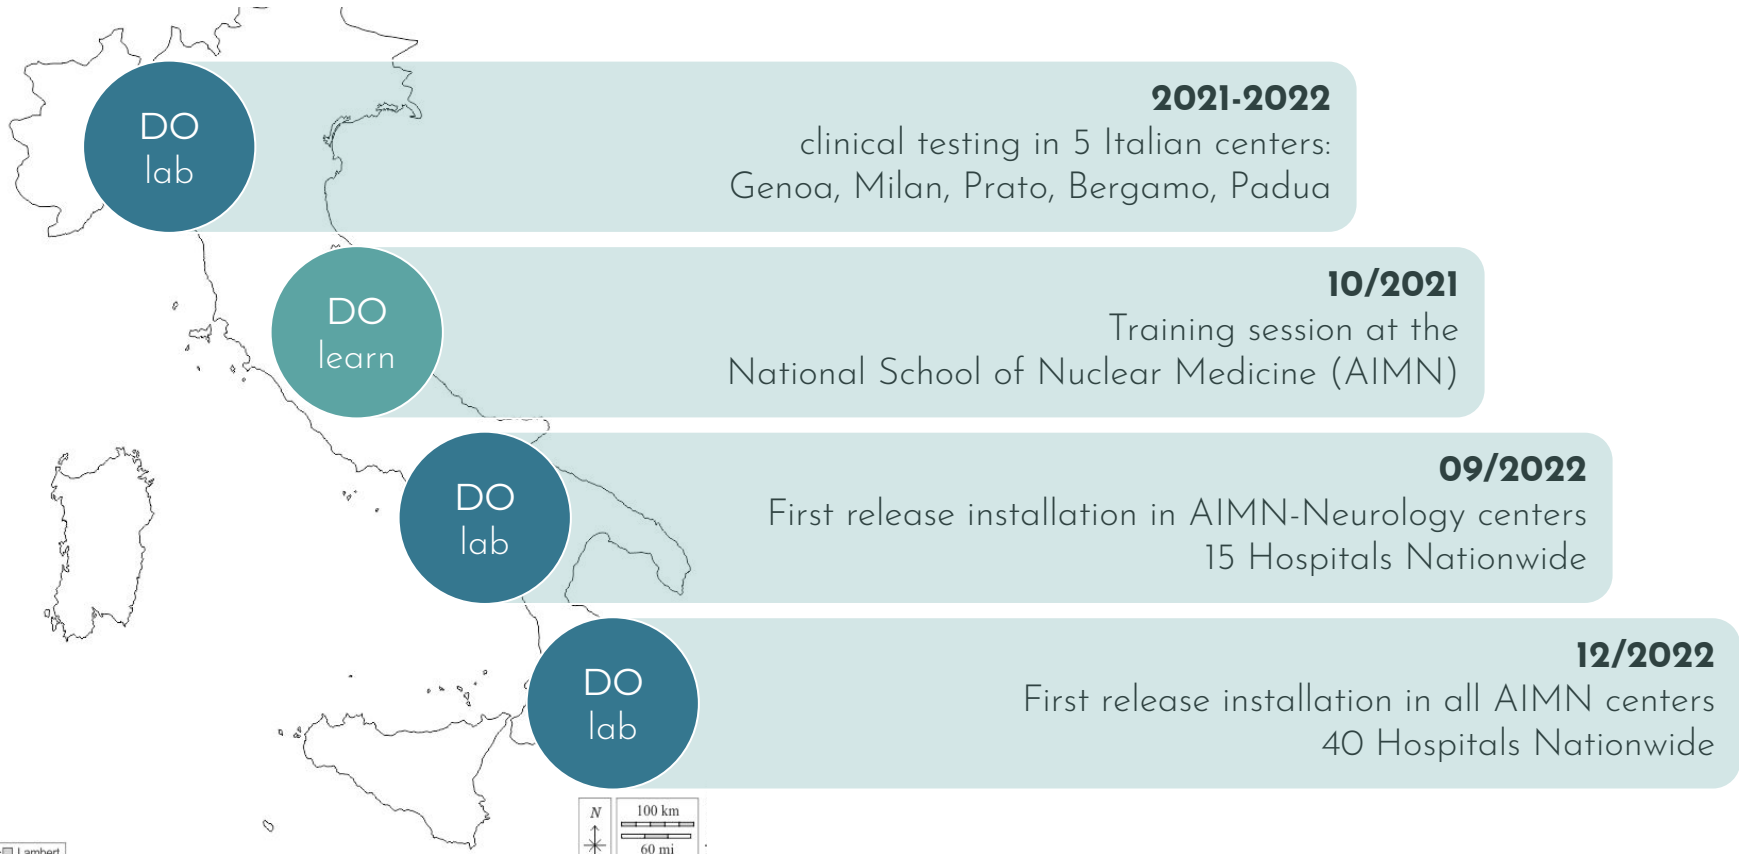 DO
lab
2021-2022
clinical testing in 5 Italian centers:
Genoa, Milan, Prato, Bergamo, Padua
DO
learn
10/2021
Training session at the
National School of Nuclear Medicine (AIMN)
DO
lab
09/2022
First release installation in AIMN-Neurology centers
15 Hospitals Nationwide
DO
lab
12/2022
First release installation in all AIMN centers
40 Hospitals Nationwide
N
100 km
60 mi
Lambert